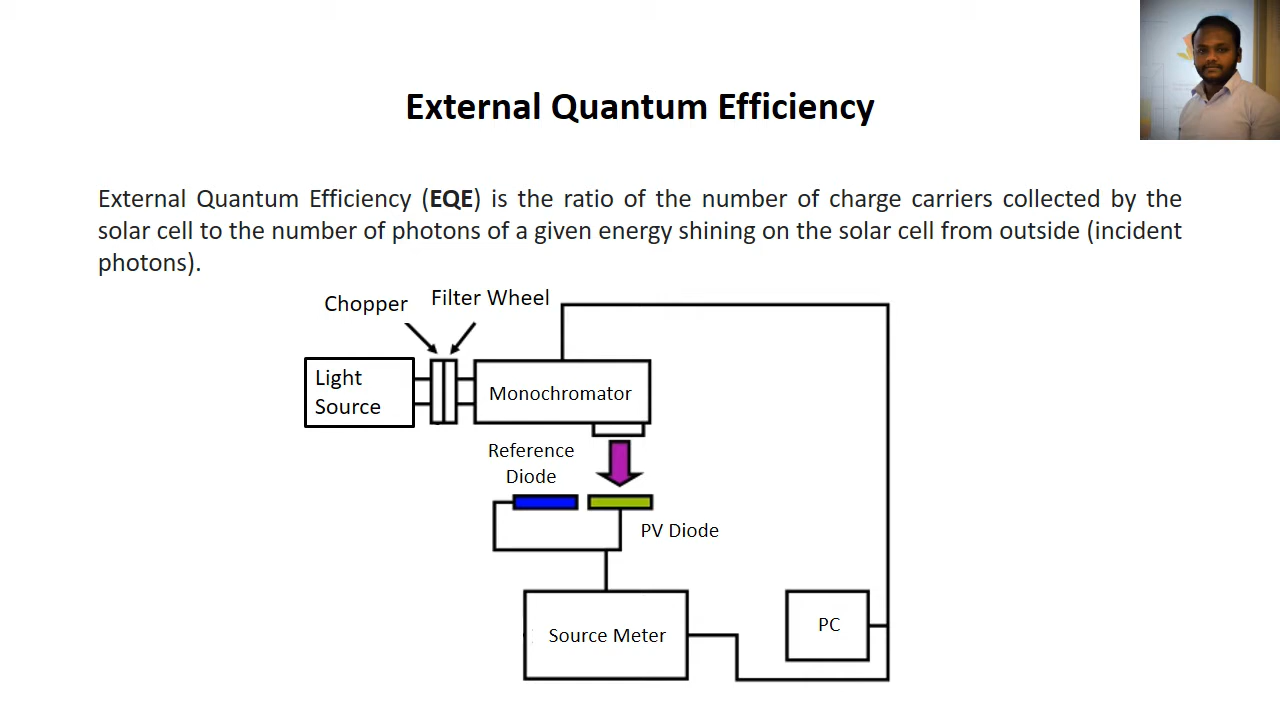 External Quantum Efficiency
External Quantum Efficiency (EQE) is the ratio of the number of charge carriers collected by the
solar cell to the number of photons of a given energy shining on the solar cell from outside (incident
photons).
Chopper
Filter Wheel
Light
Source
Monochromator
Reference
Diode
PV Diode
Source Meter
PC